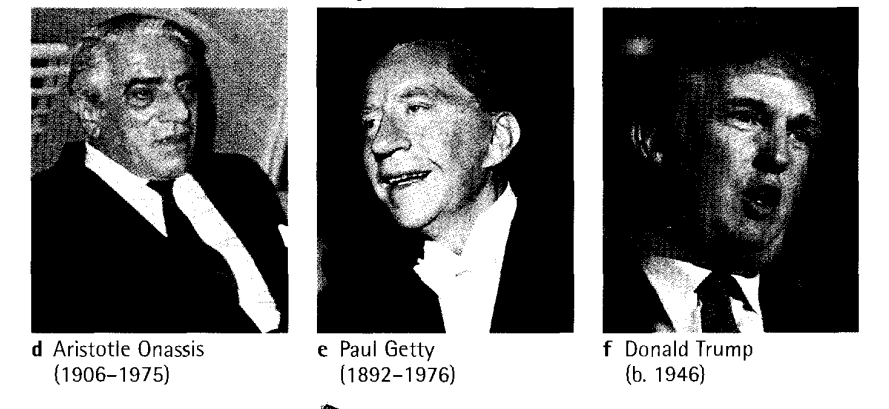 d Aristotle Onassis
(1906–1975)
e Paul Getty
(1892–1976)
f Donald Trump
(b. 1946)